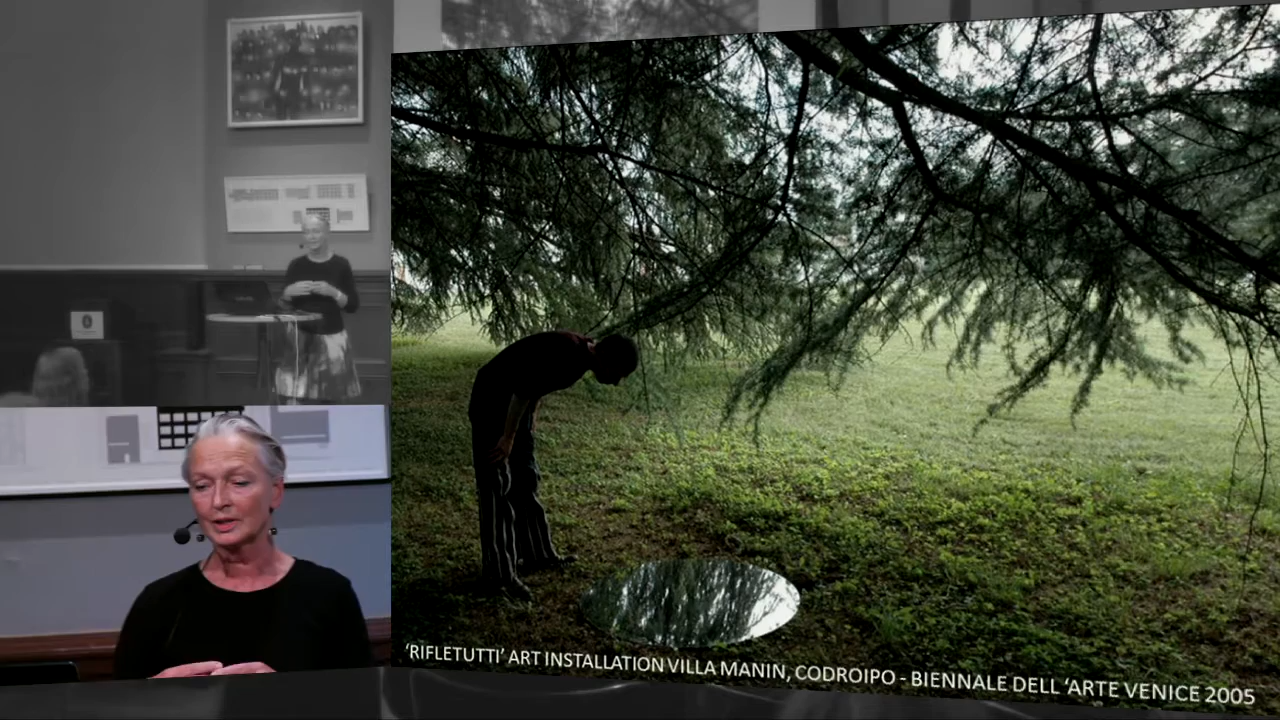 ‘RIFLETUTTI’ ART INSTALLATION VILLA MANIN, CODROIPO - BIENNALE DELL ‘ARTE VENICE 2005